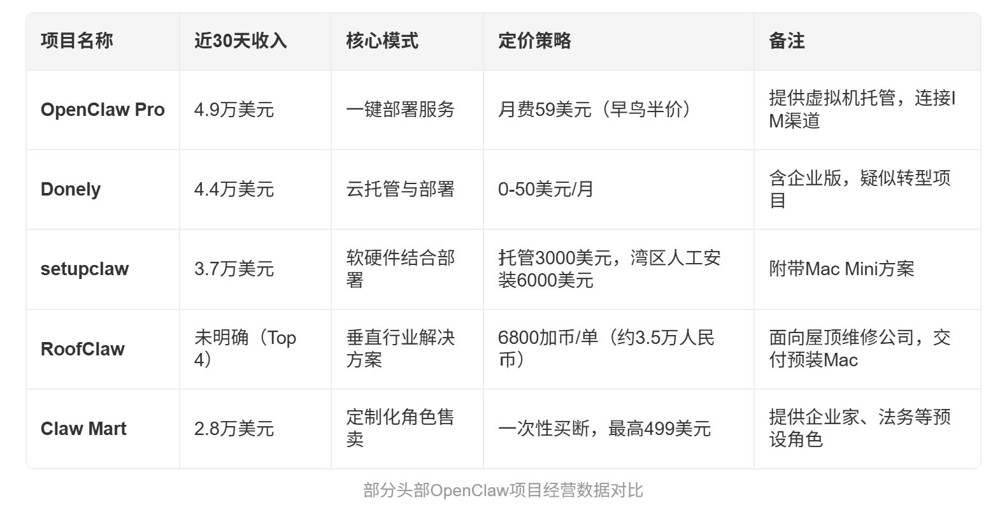 项目名称
近30天收入
核心模式
定价策略
备注
OpenClaw Pro
4.9万美元
一键部署服务
月费59美元（早鸟半价）
提供虚拟机托管，连接I
M渠道
Donely
4.4万美元
云托管与部署
0-50美元/月
含企业版，疑似转型项
目
setupclaw
3.7万美元
软硬件结合部
署
托管3000美元，湾区人工安
装6000美元
附带Mac Mini方案
RoofClaw
未明确（Top
4）
垂直行业解决
方案
6800加币/单（约3.5万人民
币）
面向屋顶维修公司，交
付预装Mac
Claw Mart
2.8万美元
定制化角色售
卖
一次性买断，最高499美元
提供企业家、法务等预
设角色
部分头部OpenClaw项目经营数据对比